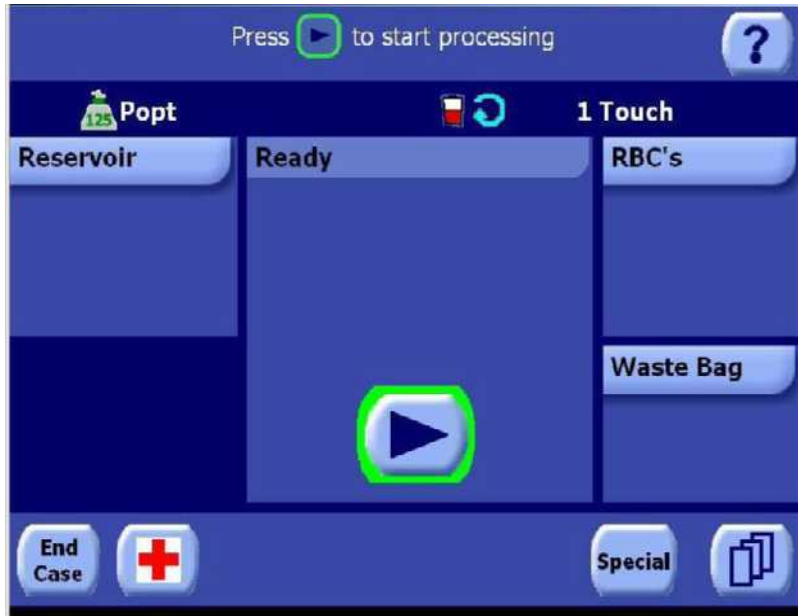 Press to start processing
?
125 Popt
1 Touch
Reservoir
Ready
RBC's
Waste Bag
End
Case
Special